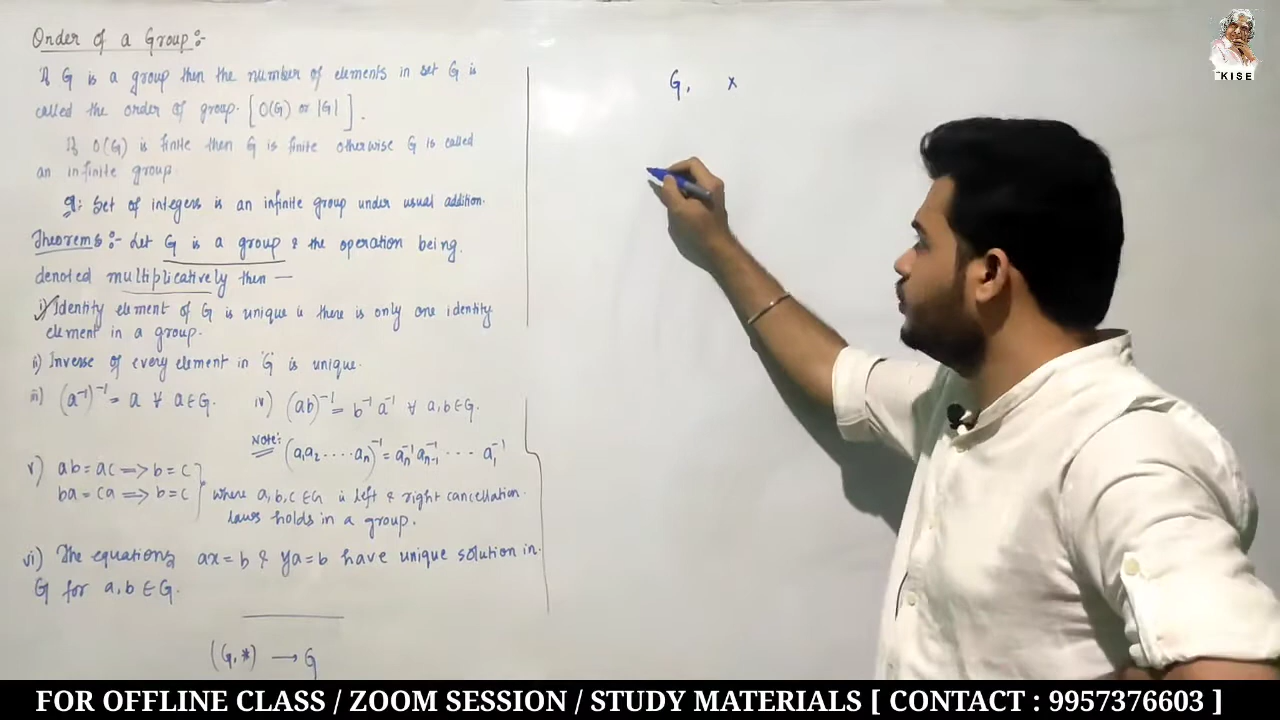 Order of a Group:-
If G is a group then the number of elements in set G is
called the order of group. [O(G) or |G|].
If O(G) is finite then G is finite otherwise G is called
an infinite group.
eg: Set of integers is an infinite group under usual addition.
Theorems:- Let G is a group & the operation being
denoted multiplicatively then —
i) Identity element of G is unique ie there is only one identity
element in a group.
ii) Inverse of every element in 'G' is unique.
iii) (a⁻¹)⁻¹ = a ∀ a∈G. iv) (ab)⁻¹ = b⁻¹ a⁻¹ ∀ a,b∈G.
Note: (a₁a₂ ..... aₙ)⁻¹ = aₙ⁻¹ aₙ₋₁⁻¹ ... a₁⁻¹
v) ab = ac ⟹ b = c
ba = ca ⟹ b = c } where a,b,c ∈G ie left & right cancellation
laws holds in a group.
vi) The equations ax = b & ya = b have unique solution in
G for a,b ∈ G.
(G,*) → G
G, ×
KISE
FOR OFFLINE CLASS / ZOOM SESSION / STUDY MATERIALS [ CONTACT : 9957376603 ]